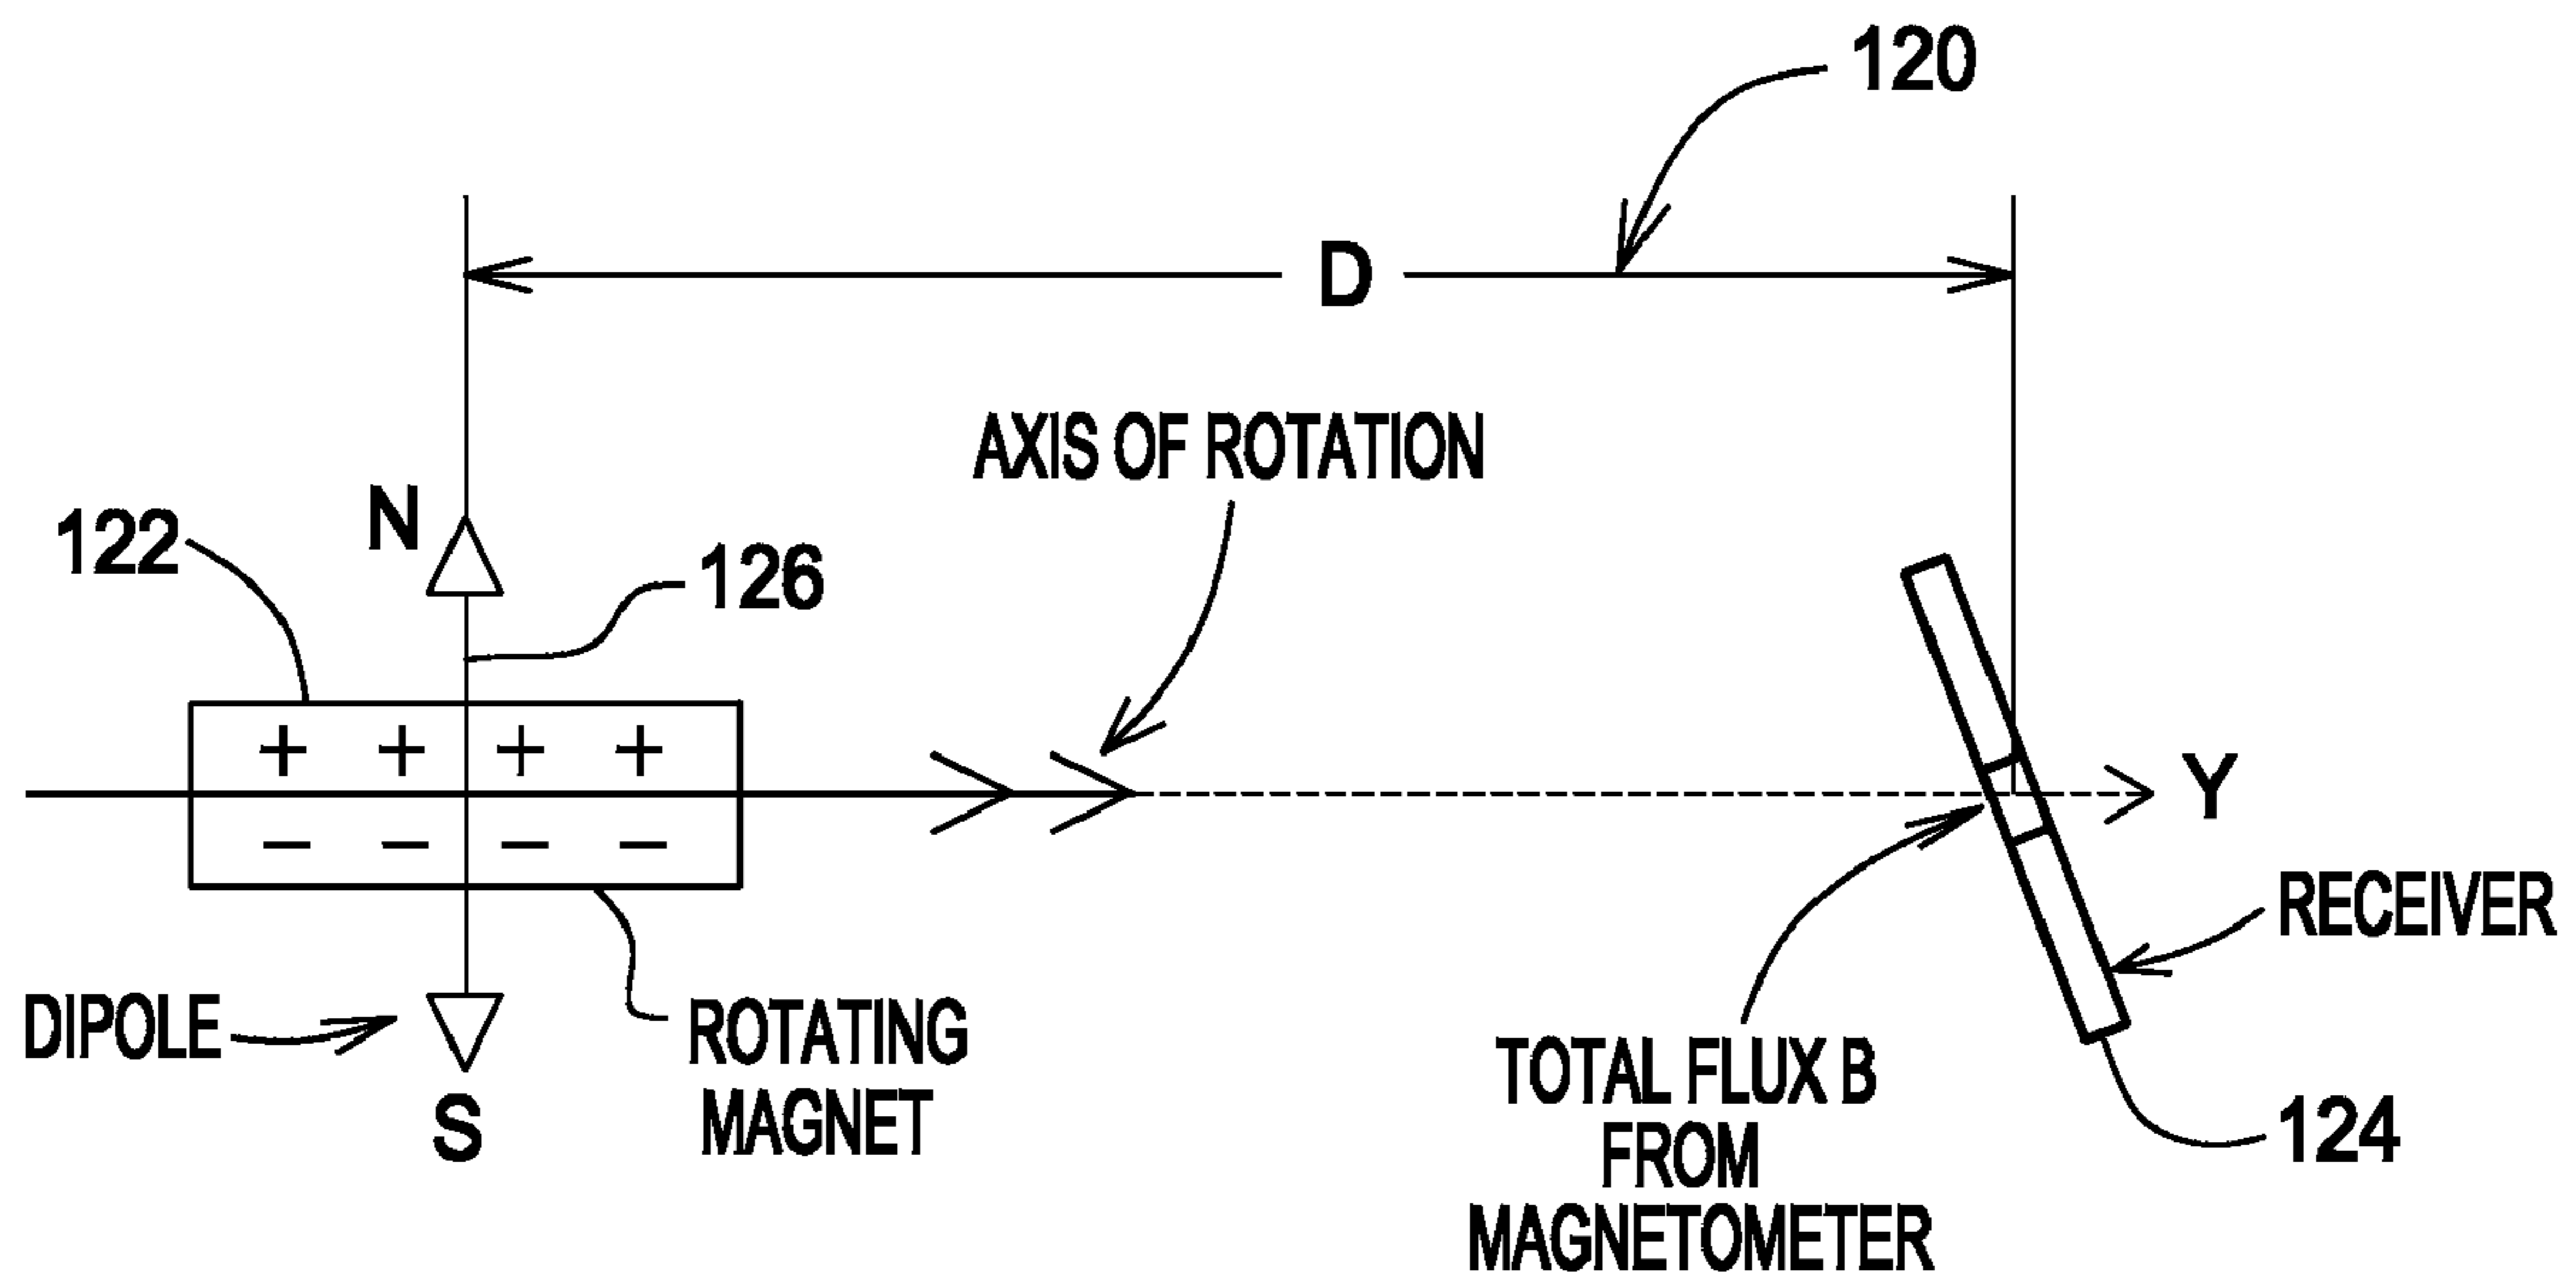 120
D
AXIS OF ROTATION
N
122
126
+ + + +
- - - -
Y
RECEIVER
DIPOLE
S
ROTATING
MAGNET
TOTAL FLUX B
FROM
MAGNETOMETER
124